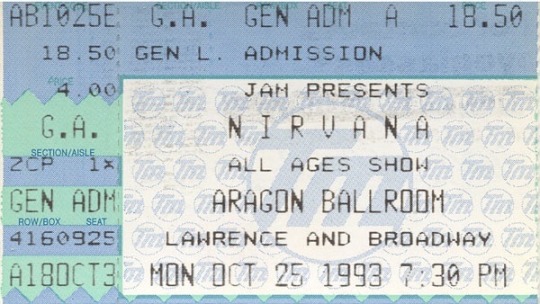 AB1025E G.A. GEN ADM A 18.50
18.50 GEN L. ADMISSION
PRICE
4.00 JAM PRESENTS
G.A. NIRVANA
SECTION/AISLE
ZCP 1× ALL AGES SHOW
GEN ADM ARAGON BALLROOM
ROW/BOX SEAT
4160925 LAWRENCE AND BROADWAY
A18OCT3 MON OCT 25 1993 7:30 PM